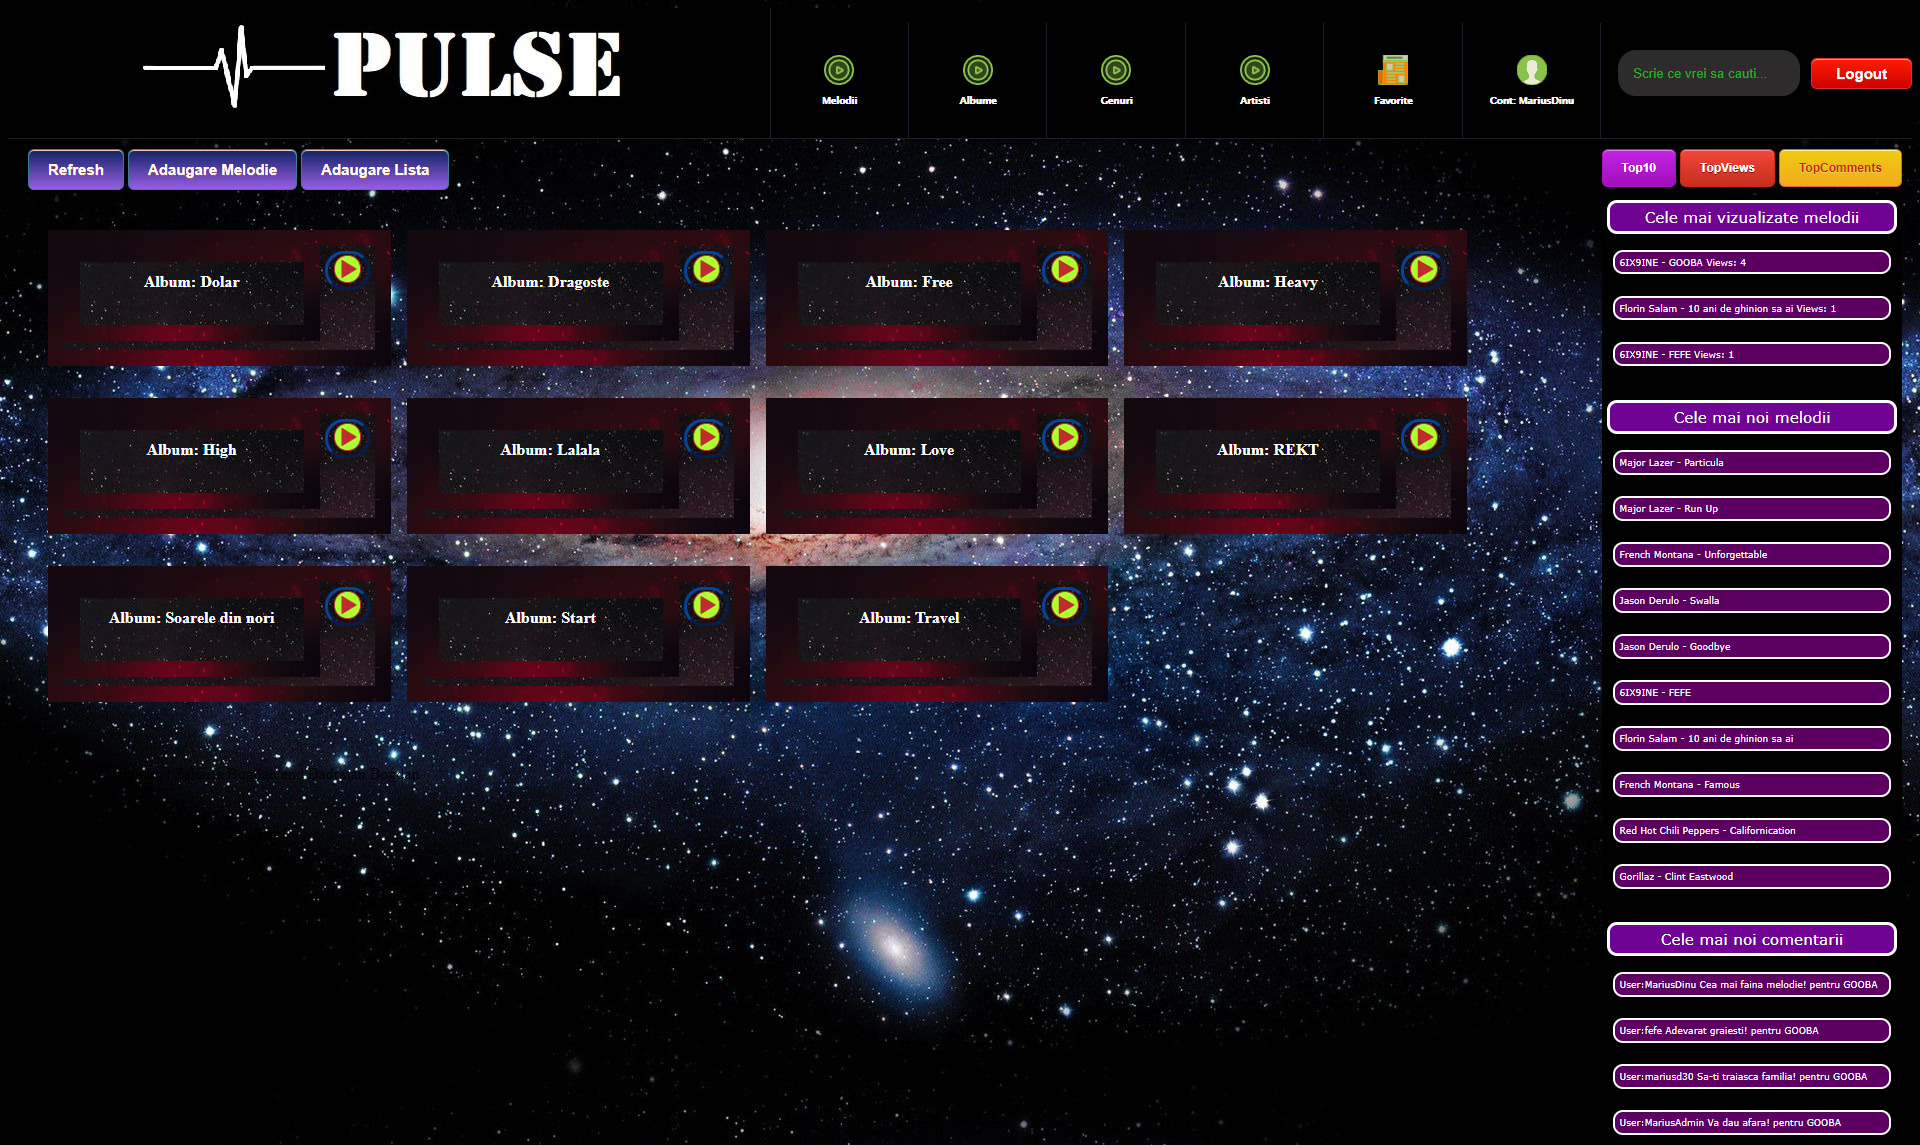 PULSE
Melodii
Albume
Genuri
Artisti
Favorite
Cont: MariusDinu
Scrie ce vrei sa cauti...
Logout
Refresh
Adaugare Melodie
Adaugare Lista
Top10
TopViews
TopComments
Album: Dolar
Album: Dragoste
Album: Free
Album: Heavy
Album: High
Album: Lalala
Album: Love
Album: REKT
Album: Soarele din nori
Album: Start
Album: Travel
Cele mai vizualizate melodii
6IX9INE - GOOBA Views: 4
Florin Salam - 10 ani de ghinion sa ai Views: 1
6IX9INE - FEFE Views: 1
Cele mai noi melodii
Major Lazer - Particula
Major Lazer - Run Up
French Montana - Unforgettable
Jason Derulo - Swalla
Jason Derulo - Goodbye
6IX9INE - FEFE
Florin Salam - 10 ani de ghinion sa ai
French Montana - Famous
Red Hot Chili Peppers - Californication
Gorillaz - Clint Eastwood
Cele mai noi comentarii
User:MariusDinu Cea mai faina melodie! pentru GOOBA
User:fefe Adevarat graiesti! pentru GOOBA
User:mariusd30 Sa-ti traiasca familia! pentru GOOBA
User:MariusAdmin Va dau afara! pentru GOOBA